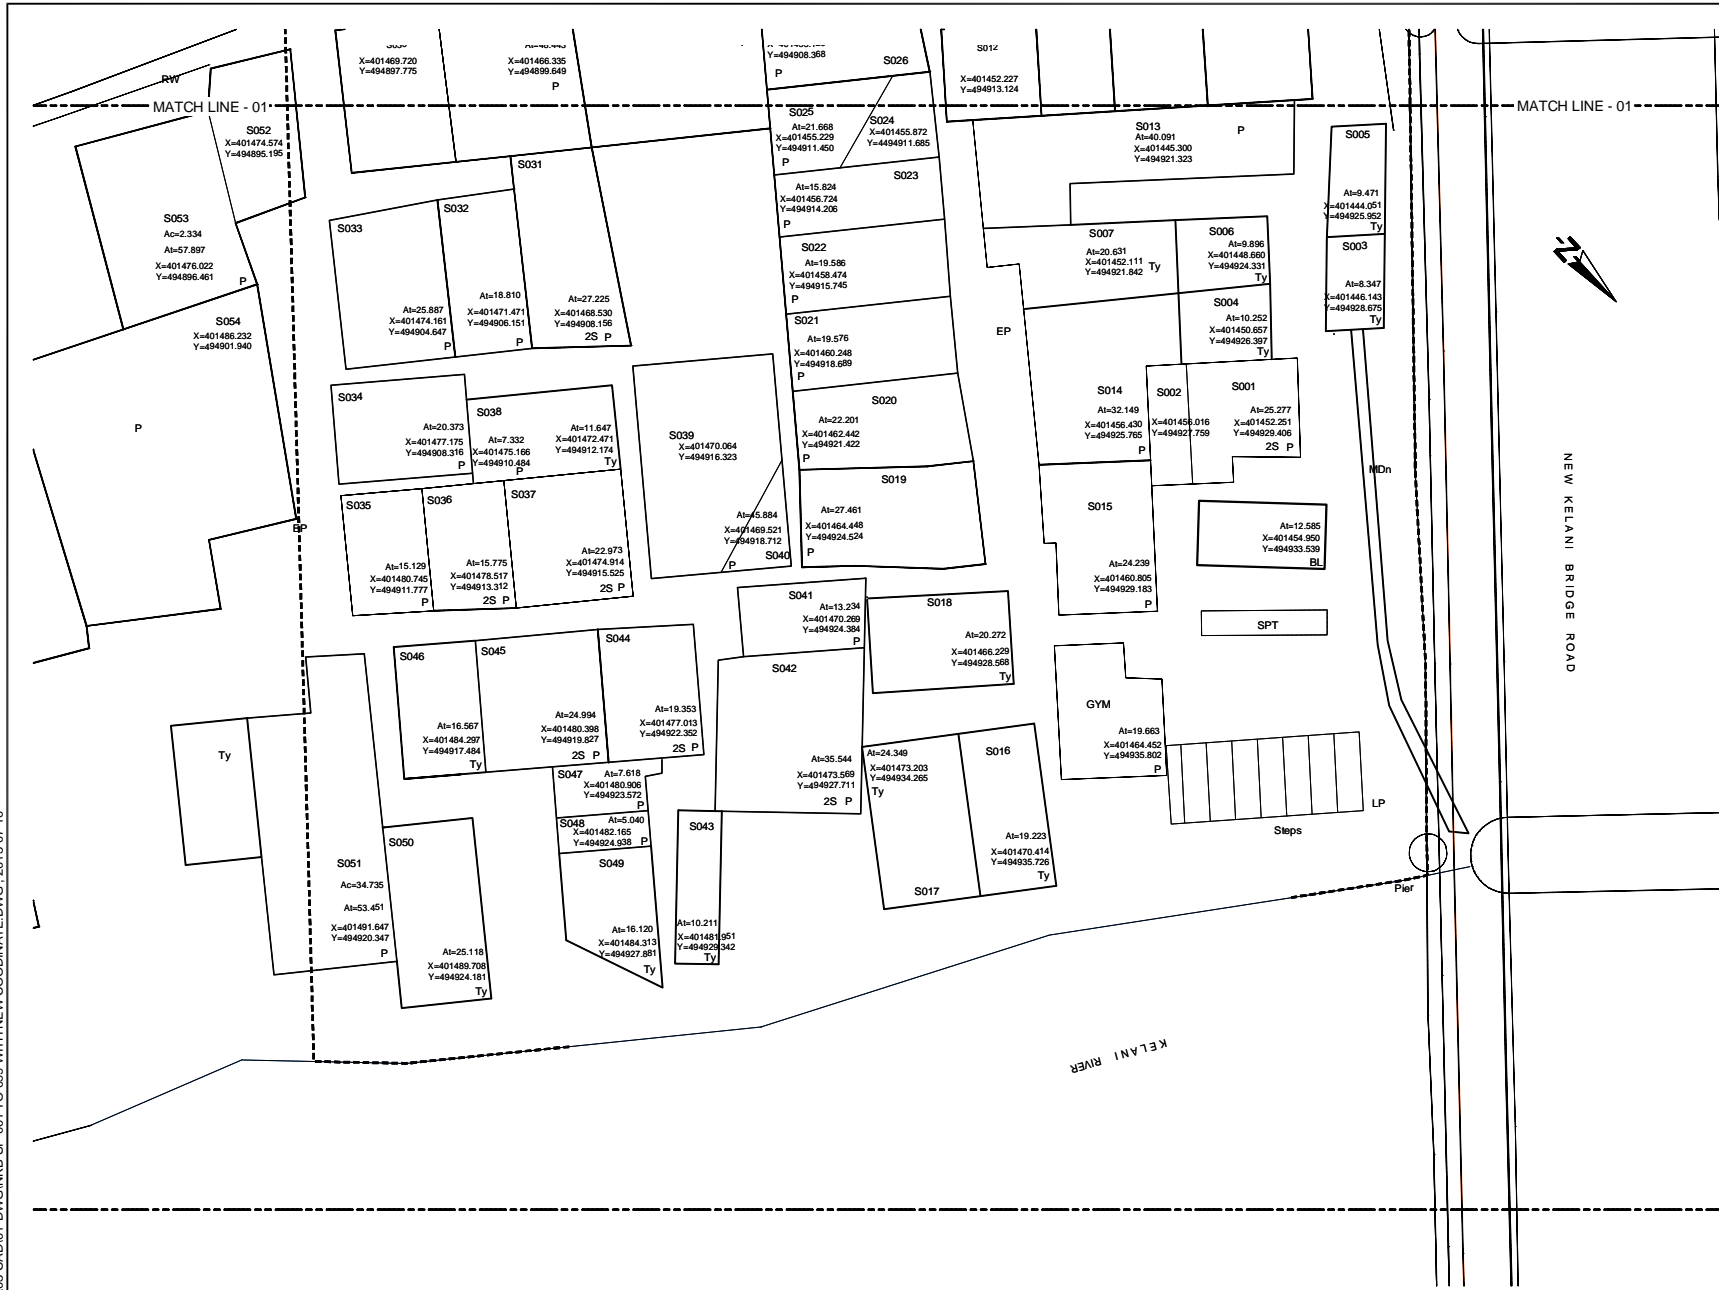 X=401469.720
Y=494897.775
X=401466.335
Y=494899.649
P
Y=494908.368
P
S026
S012
X=401452.227
Y=494913.124
RW
MATCH LINE - 01
MATCH LINE - 01
S052
X=401474.574
Y=494895.195
S025
At=21.668
X=401455.229
Y=494911.450
P
S024
X=401455.872
Y=4494911.685
S013
At=40.091
X=401445.300
Y=494921.323
P
S005
At=9.471
X=401444.051
Y=494925.952
Ty
S053
Ac=2.334
At=57.897
X=401476.022
Y=494896.461
P
S033
At=25.887
X=401474.161
Y=494904.647
P
S032
At=18.810
X=401471.471
Y=494906.151
P
S031
At=27.225
X=401468.530
Y=494908.156
2S P
S023
At=15.824
X=401456.724
Y=494914.206
P
S022
At=19.586
X=401458.474
Y=494915.745
P
S007
At=20.631
X=401452.111
Y=494921.842
Ty
S006
At=9.896
X=401448.660
Y=494924.331
Ty
S003
At=8.347
X=401446.143
Y=494928.675
Ty
S054
X=401486.232
Y=494901.940
P
S021
At=19.576
X=401460.248
Y=494918.689
P
EP
S004
At=10.252
X=401450.657
Y=494926.397
Ty
S034
At=20.373
X=401477.175
Y=494908.316
P
S038
At=7.332
X=401475.166
Y=494910.484
P
At=11.647
X=401472.471
Y=494912.174
Ty
S039
X=401470.064
Y=494916.323
S020
At=22.201
X=401462.442
Y=494921.422
P
S014
At=32.149
X=401456.430
Y=494925.765
P
S002
X=401456.016
Y=494927.759
S001
At=25.277
X=401452.251
Y=494929.406
2S P
MDn
NEW KELANI BRIDGE ROAD
EP
S035
At=15.129
X=401480.745
Y=494911.777
P
S036
At=15.775
X=401478.517
Y=494913.312
2S P
S037
At=22.973
X=401474.914
Y=494915.525
2S P
At=45.884
X=401469.521
Y=494918.712
S040
P
S019
At=27.461
X=401464.448
Y=494924.524
P
S015
At=24.239
X=401460.805
Y=494929.183
P
At=12.585
X=401454.950
Y=494933.539
BL
SPT
S041
At=13.234
X=401470.269
Y=494924.384
P
S018
At=20.272
X=401466.229
Y=494928.568
Ty
S046
At=16.567
X=401484.297
Y=494917.484
Ty
S045
At=24.994
X=401480.398
Y=494919.827
2S P
S044
At=19.353
X=401477.013
Y=494922.352
2S P
S042
At=35.544
X=401473.569
Y=494927.711
2S P
GYM
At=19.663
X=401464.452
Y=494935.802
P
Ty
S047
At=7.618
X=401480.906
Y=494923.572
P
S048
At=5.040
X=401482.165
Y=494924.938
P
S049
At=16.120
X=401484.313
Y=494927.881
Ty
S043
At=10.211
X=401481.951
Y=494929.342
Ty
At=24.349
X=401473.203
Y=494934.265
Ty
S017
S016
At=19.223
X=401470.414
Y=494935.726
Ty
LP
Steps
Pier
S051
Ac=34.735
At=53.451
X=401491.647
Y=494920.347
P
S050
At=25.118
X=401489.708
Y=494924.181
Ty
KELANI RIVER